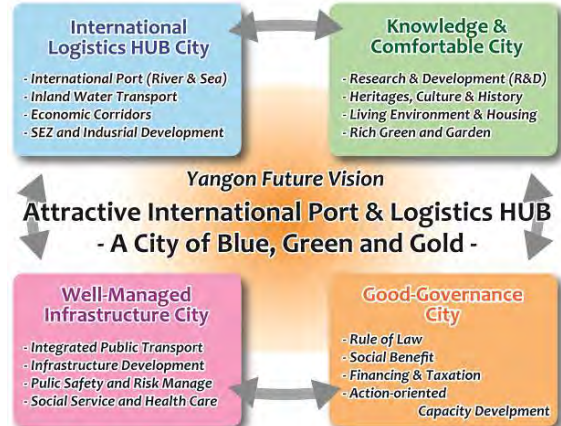 International
Logistics HUB City
- International Port (River & Sea)
- Inland Water Transport
- Economic Corridors
- SEZ and Indusrial Development
Knowledge &
Comfortable City
- Research & Development (R&D)
- Heritages, Culture & History
- Living Environment & Housing
- Rich Green and Garden
Yangon Future Vision
Attractive International Port & Logistics HUB
- A City of Blue, Green and Gold -
Well-Managed
Infrastructure City
- Integrated Public Transport
- Infrastructure Development
- Pulic Safety and Risk Manage
- Social Service and Health Care
Good-Governance
City
- Rule of Law
- Social Benefit
- Financing & Taxation
- Action-oriented
Capacity Develpment